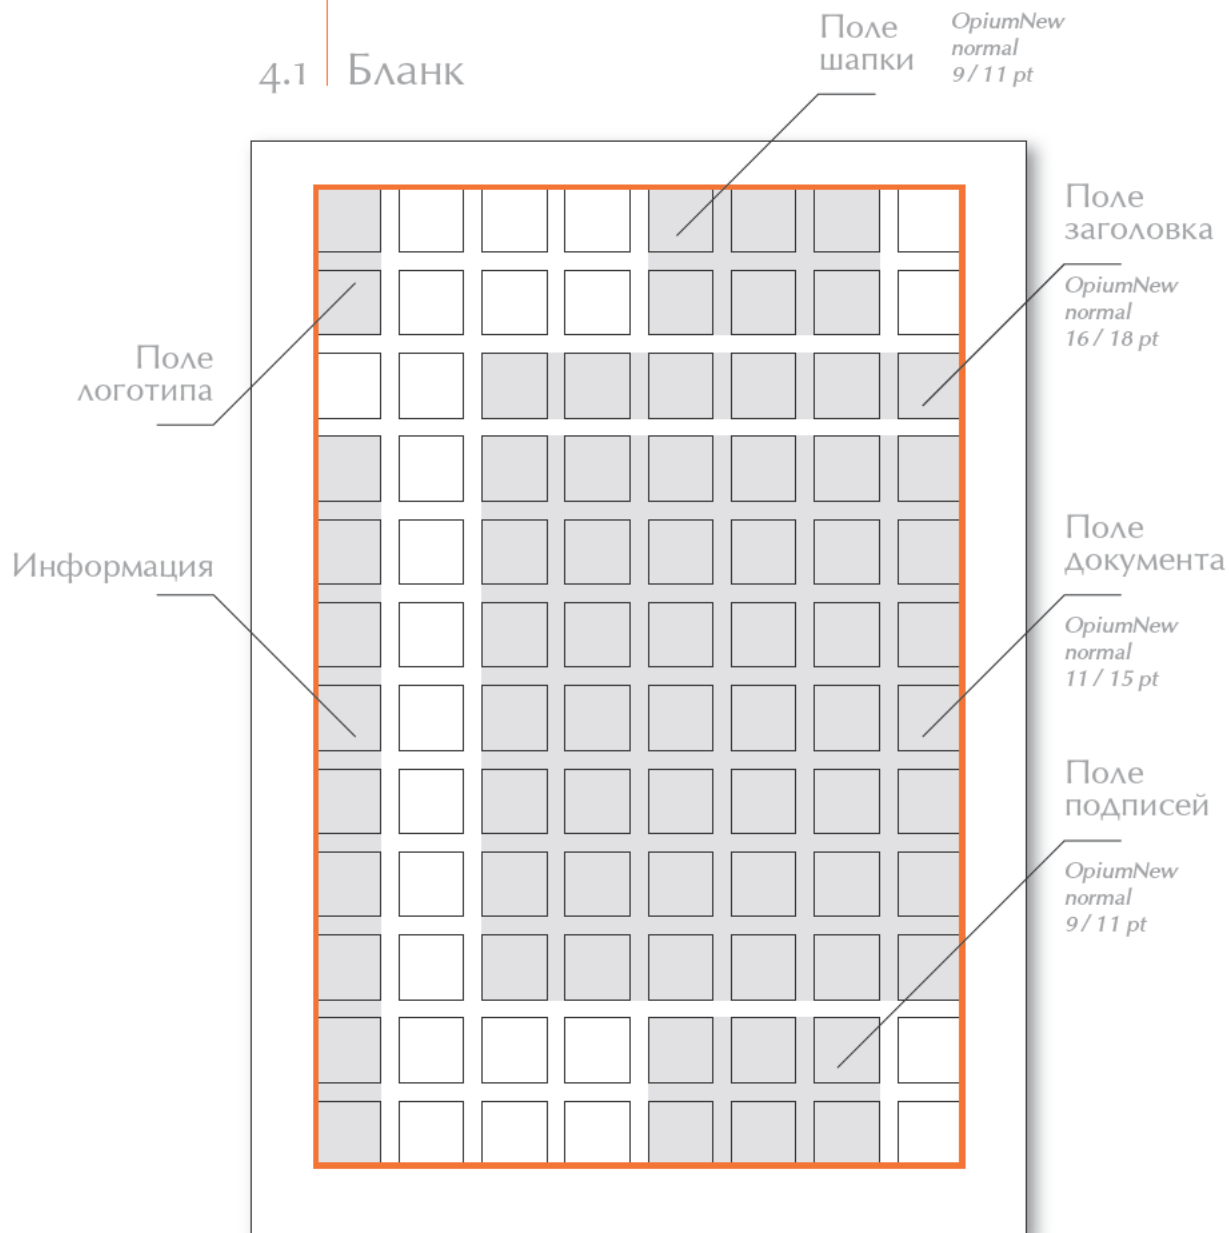 4.1 Бланк
Поле
шапки
OpiumNew
normal
9 / 11 pt
Поле
заголовка
OpiumNew
normal
16 / 18 pt
Поле
логотипа
Информация
Поле
документа
OpiumNew
normal
11 / 15 pt
Поле
подписей
OpiumNew
normal
9 / 11 pt